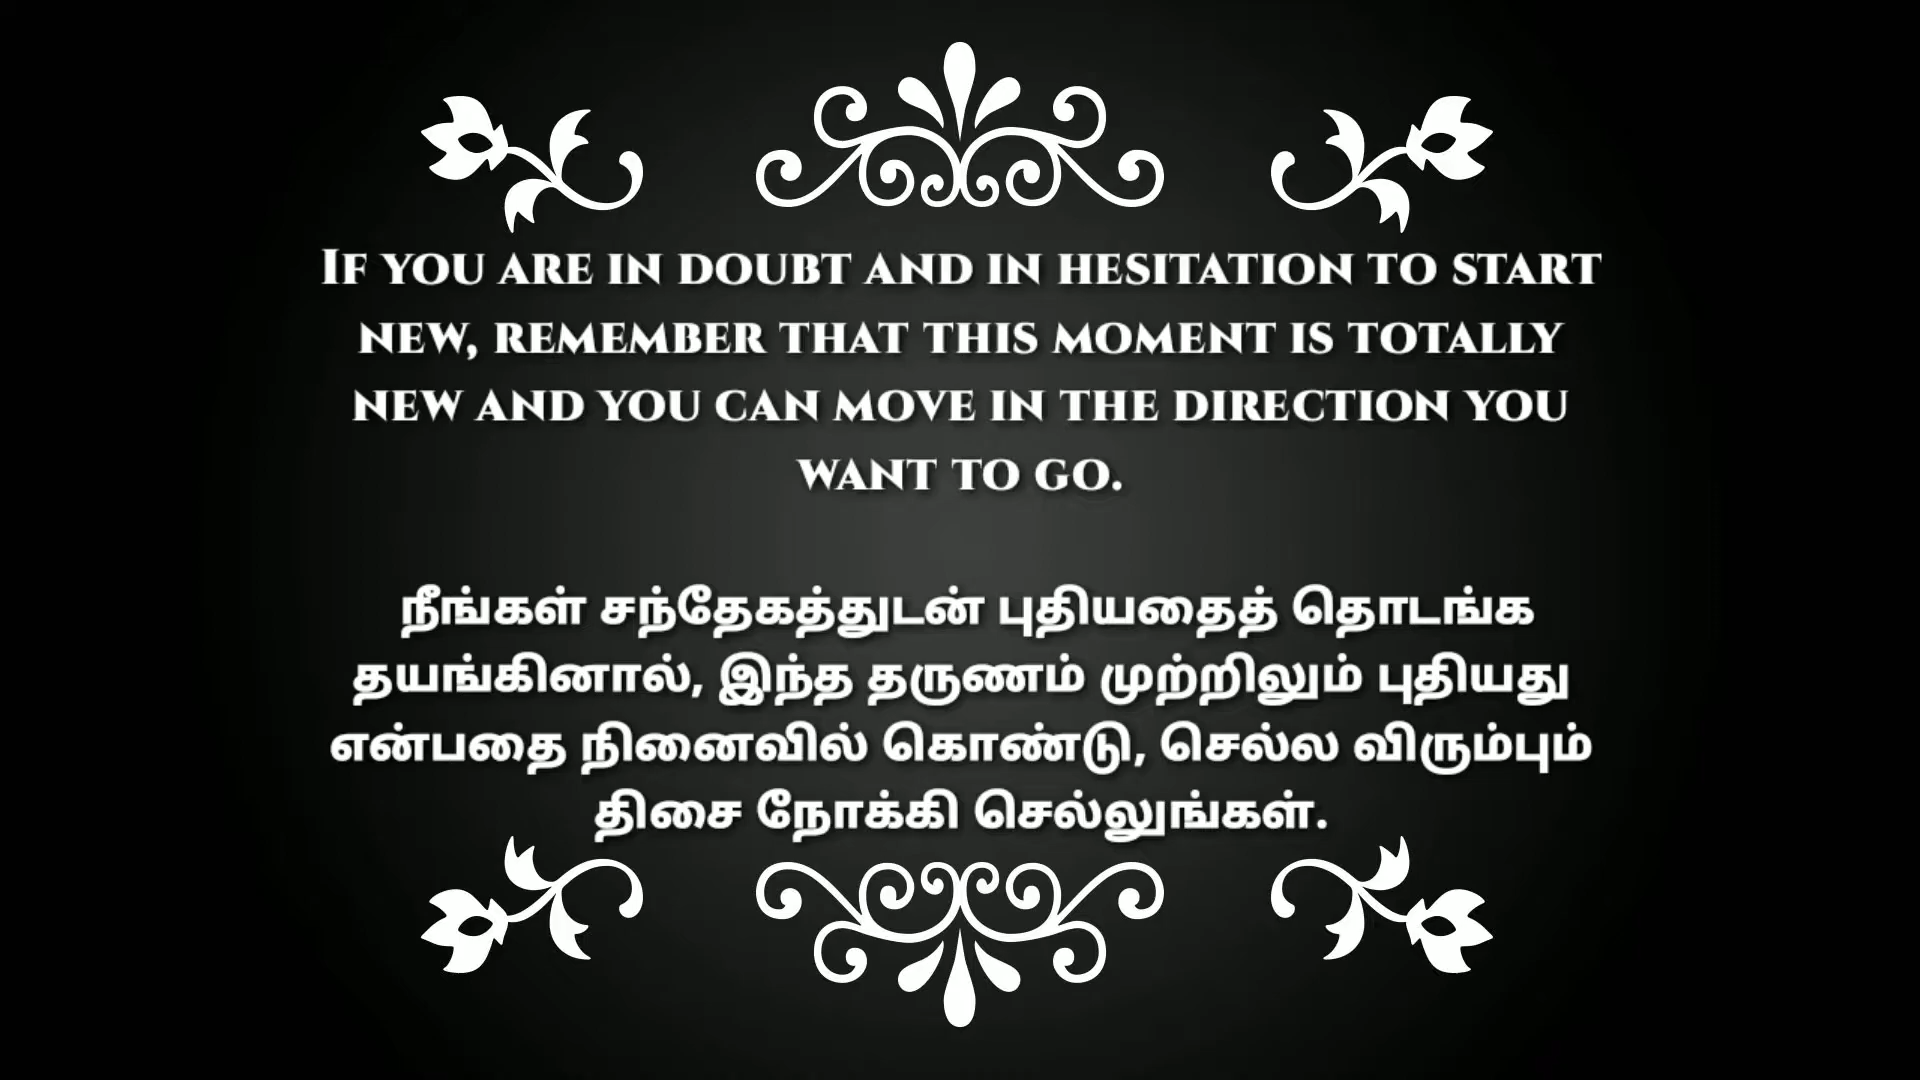 If you are in doubt and in hesitation to start
new, remember that this moment is totally
new and you can move in the direction you
want to go.
நீங்கள் சந்தேகத்துடன் புதியதைத் தொடங்க
தயங்கினால், இந்த தருணம் முற்றிலும் புதியது
என்பதை நினைவில் கொண்டு, செல்ல விரும்பும்
திசை நோக்கி செல்லுங்கள்.